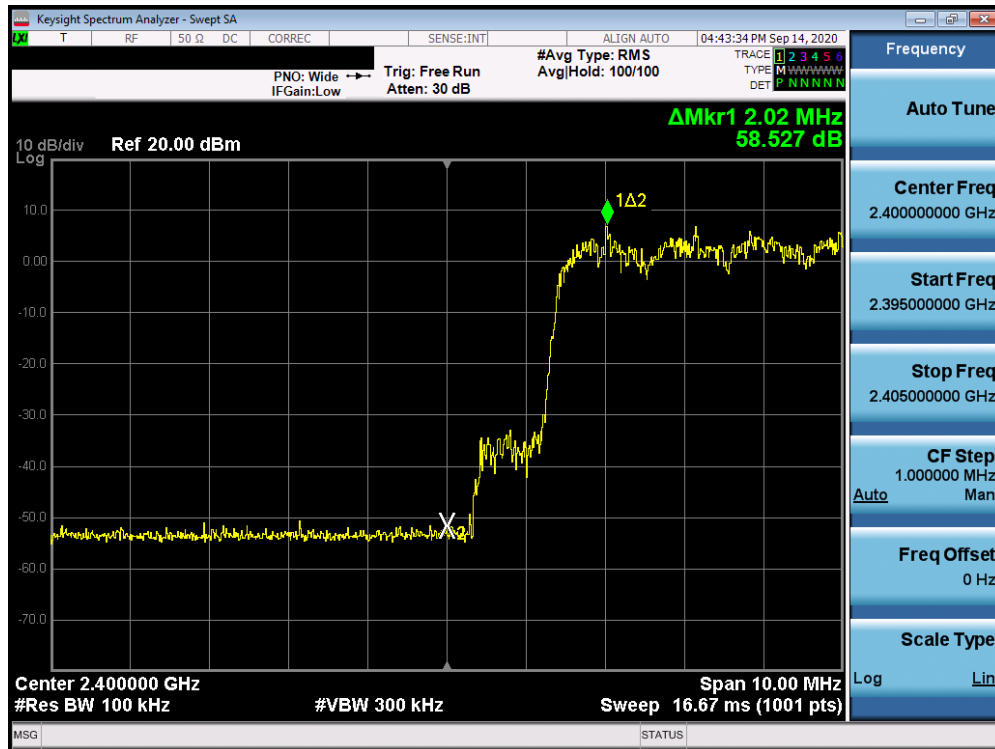 Keysight Spectrum Analyzer - Swept SA
LXI T RF 50 Ω DC CORREC SENSE:INT ALIGN AUTO 04:43:34 PM Sep 14, 2020
PNO: Wide
IFGain:Low
Trig: Free Run
Atten: 30 dB
#Avg Type: RMS
Avg|Hold: 100/100
TRACE 1 2 3 4 5 6
TYPE M WWWWW
DET P N N N N N
ΔMkr1 2.02 MHz
58.527 dB
10 dB/div Ref 20.00 dBm
Log
10.0
0.00
-10.0
-20.0
-30.0
-40.0
-50.0
-60.0
-70.0
1Δ2
X2
Center 2.400000 GHz Span 10.00 MHz
#Res BW 100 kHz #VBW 300 kHz Sweep 16.67 ms (1001 pts)
MSG STATUS
Frequency
Auto Tune
Center Freq
2.400000000 GHz
Start Freq
2.395000000 GHz
Stop Freq
2.405000000 GHz
CF Step
1.000000 MHz
Auto Man
Freq Offset
0 Hz
Scale Type
Log Lin